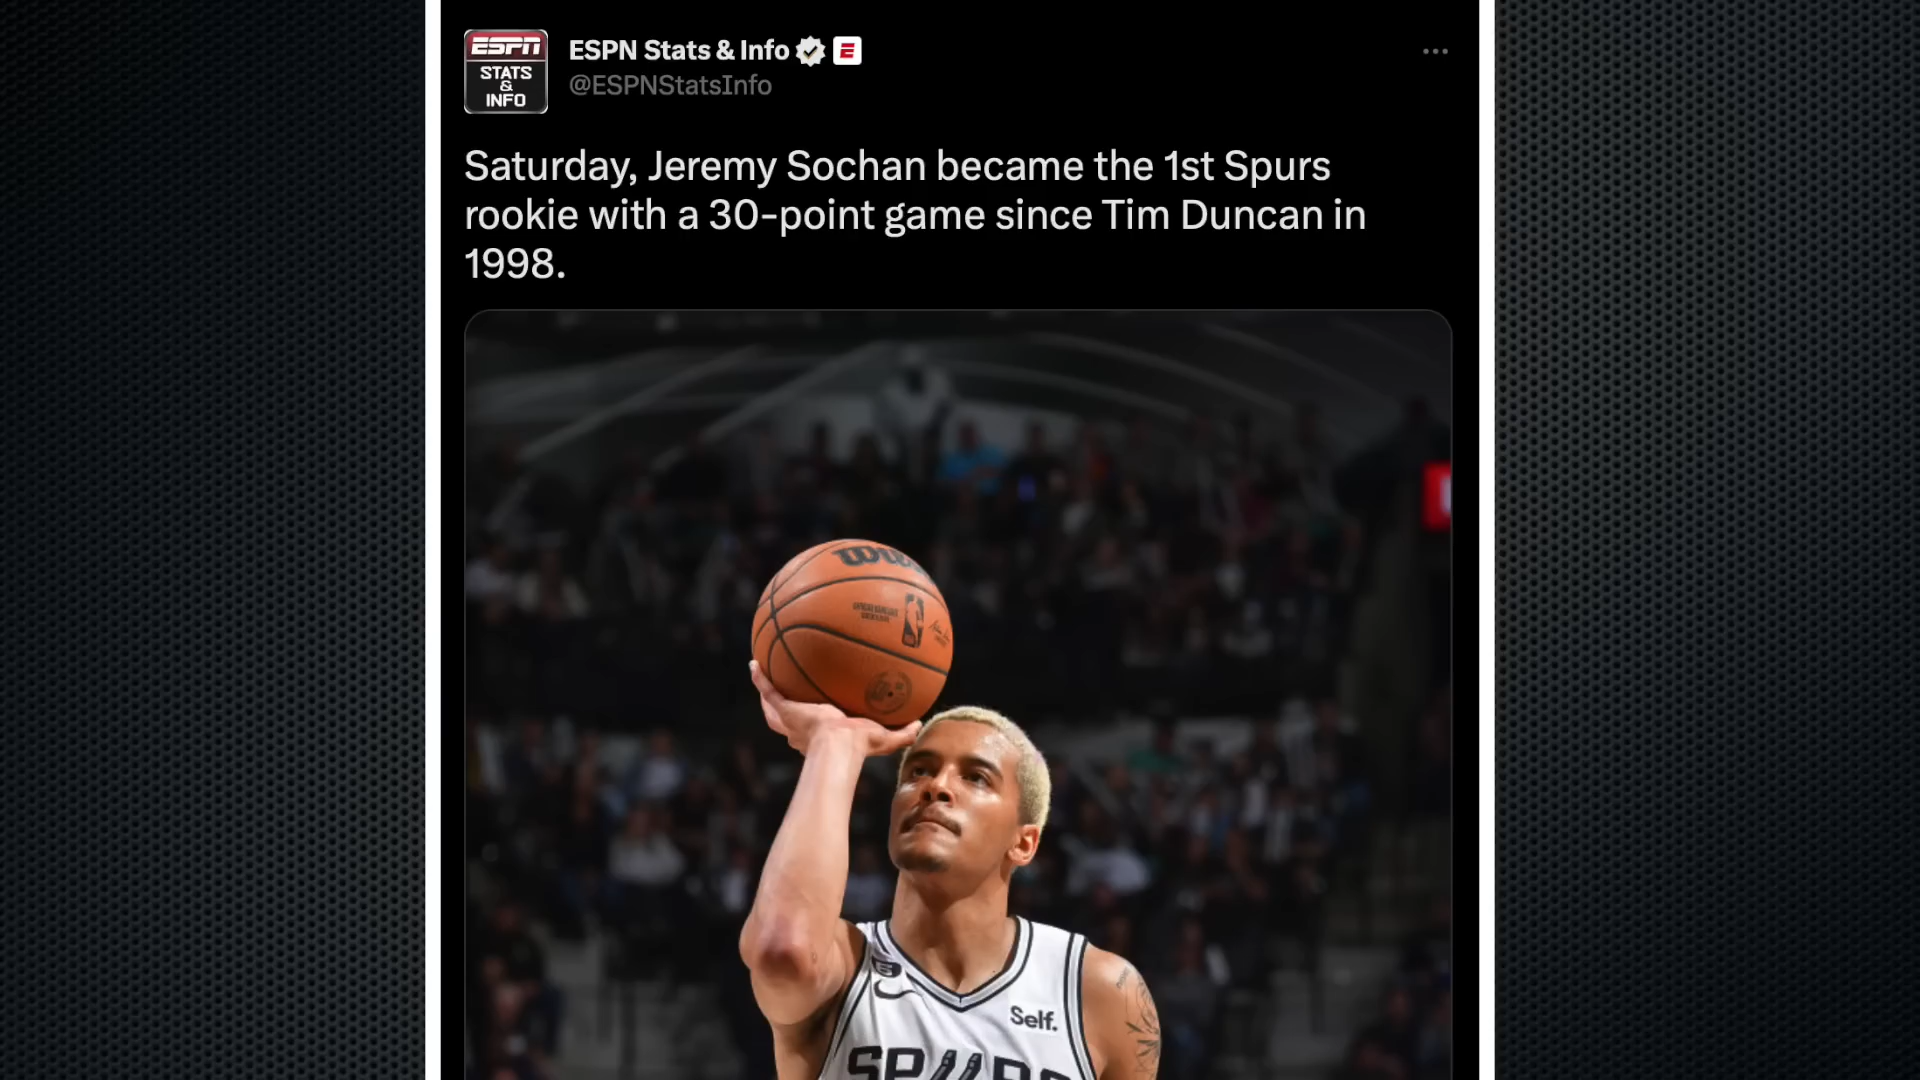 ESPN
STATS
&
INFO
ESPN Stats & Info
@ESPNStatsInfo
Saturday, Jeremy Sochan became the 1st Spurs
rookie with a 30-point game since Tim Duncan in
1998.
Self.